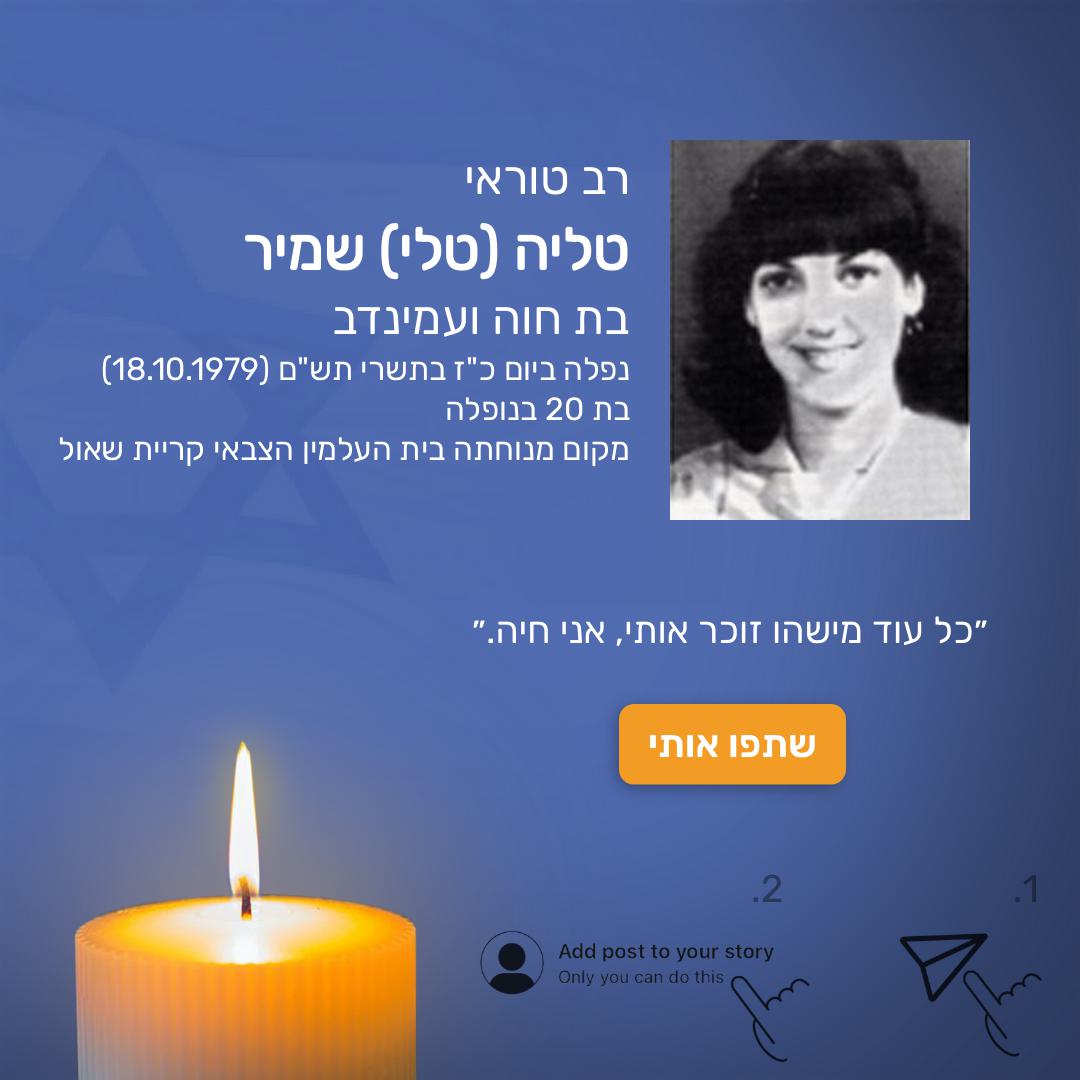 רב טוראי
טליה (טלי) שמיר
בת חוה ועמינדב
נפלה ביום כ"ז בתשרי תש"ם (18.10.1979)
בת 20 בנופלה
מקום מנוחתה בית העלמין הצבאי קריית שאול
״כל עוד מישהו זוכר אותי, אני חיה.״
שתפו אותי
1.
2.
Add post to your story
Only you can do this